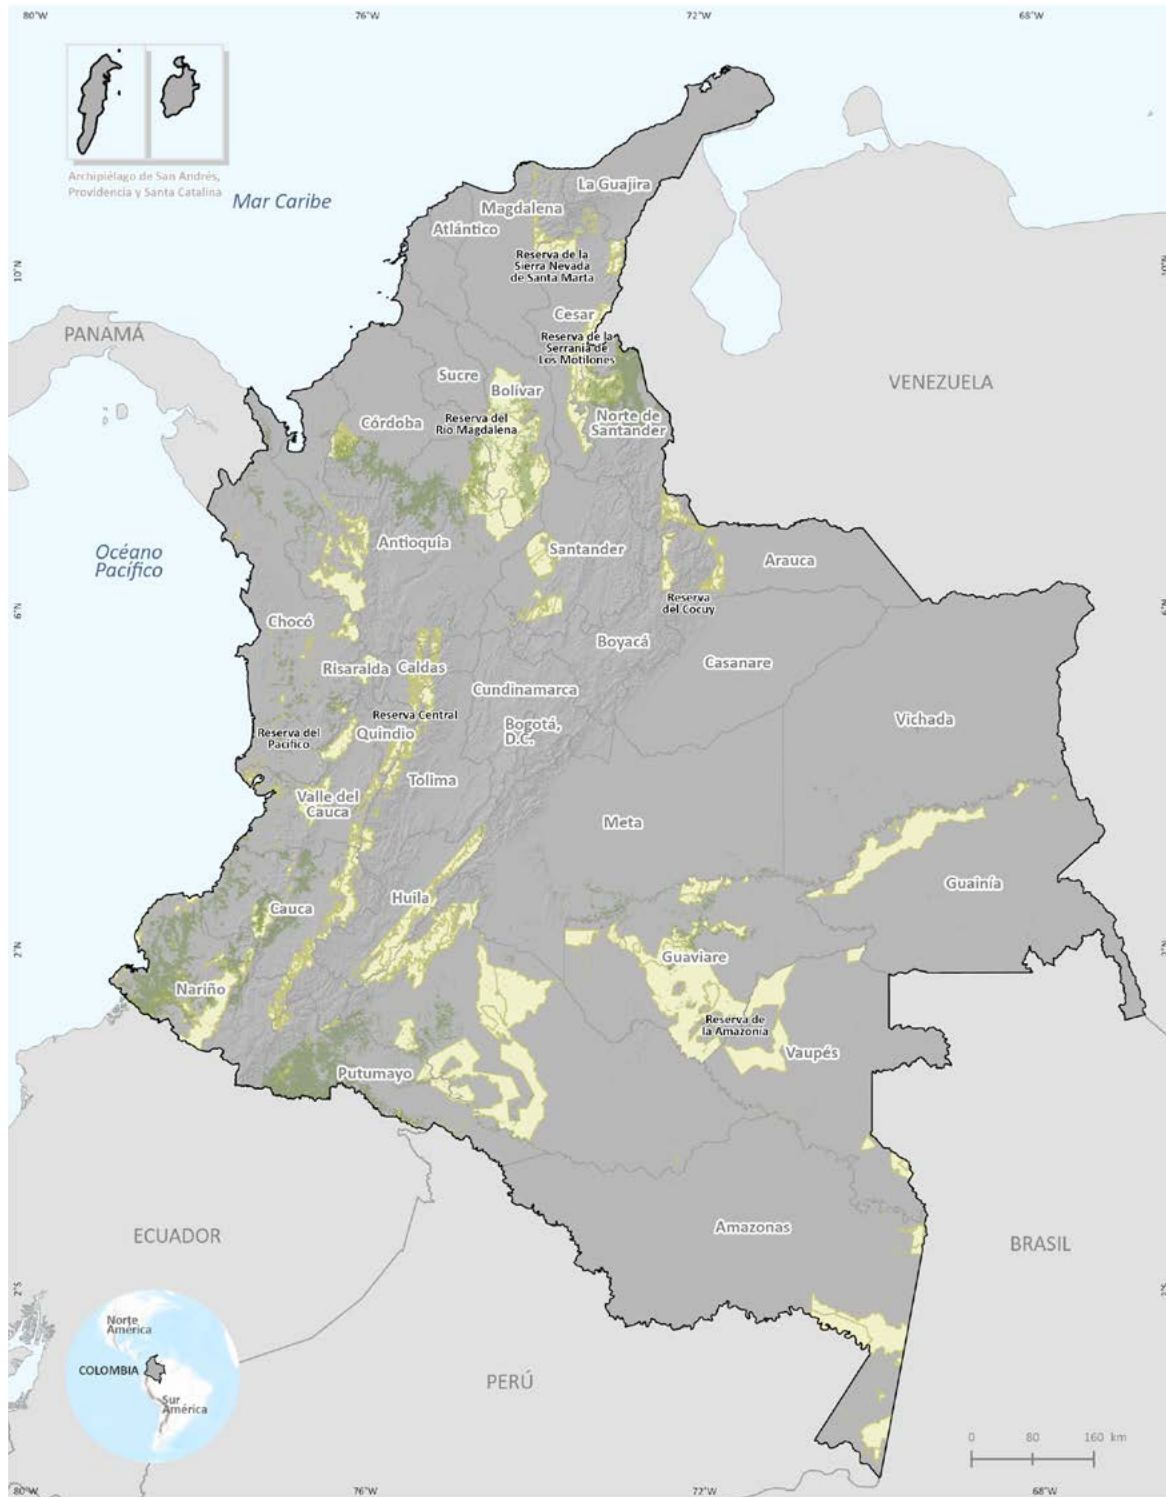 80°W
76°W
72°W
68°W
Archipiélago de San Andrés,
Providencia y Santa Catalina
Mar Caribe
La Guajira
Magdalena
Atlántico
Reserva de la
Sierra Nevada
de Santa Marta
10°N
10°N
Cesar
PANAMÁ
Reserva de la
Serranía de
Los Motilones
Sucre
Bolívar
VENEZUELA
Córdoba
Reserva del
Río Magdalena
Norte de
Santander
Océano
Pacífico
Antioquia
Santander
Arauca
6°N
6°N
Reserva
del Cocuy
Chocó
Boyacá
Risaralda
Caldas
Casanare
Cundinamarca
Reserva Central
Vichada
Reserva del
Pacífico
Quindío
Bogotá,
D.C.
Tolima
Valle del
Cauca
Meta
Guainía
Huila
Cauca
2°N
2°N
Guaviare
Nariño
Reserva de
la Amazonía
Vaupés
Putumayo
Amazonas
ECUADOR
BRASIL
2°S
2°S
Norte
América
COLOMBIA
Sur
América
PERÚ
0 80 160 km
80°W
76°W
72°W
68°W